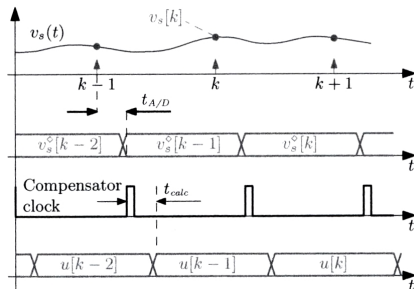 v_s[k]
v_s(t)
k − 1 k k + 1 t
t_{A/D}
v_s^◇[k − 2] v_s^◇[k − 1] v_s^◇[k]
t
Compensator
clock
t_{calc}
t
u[k − 2] u[k − 1] u[k]
t